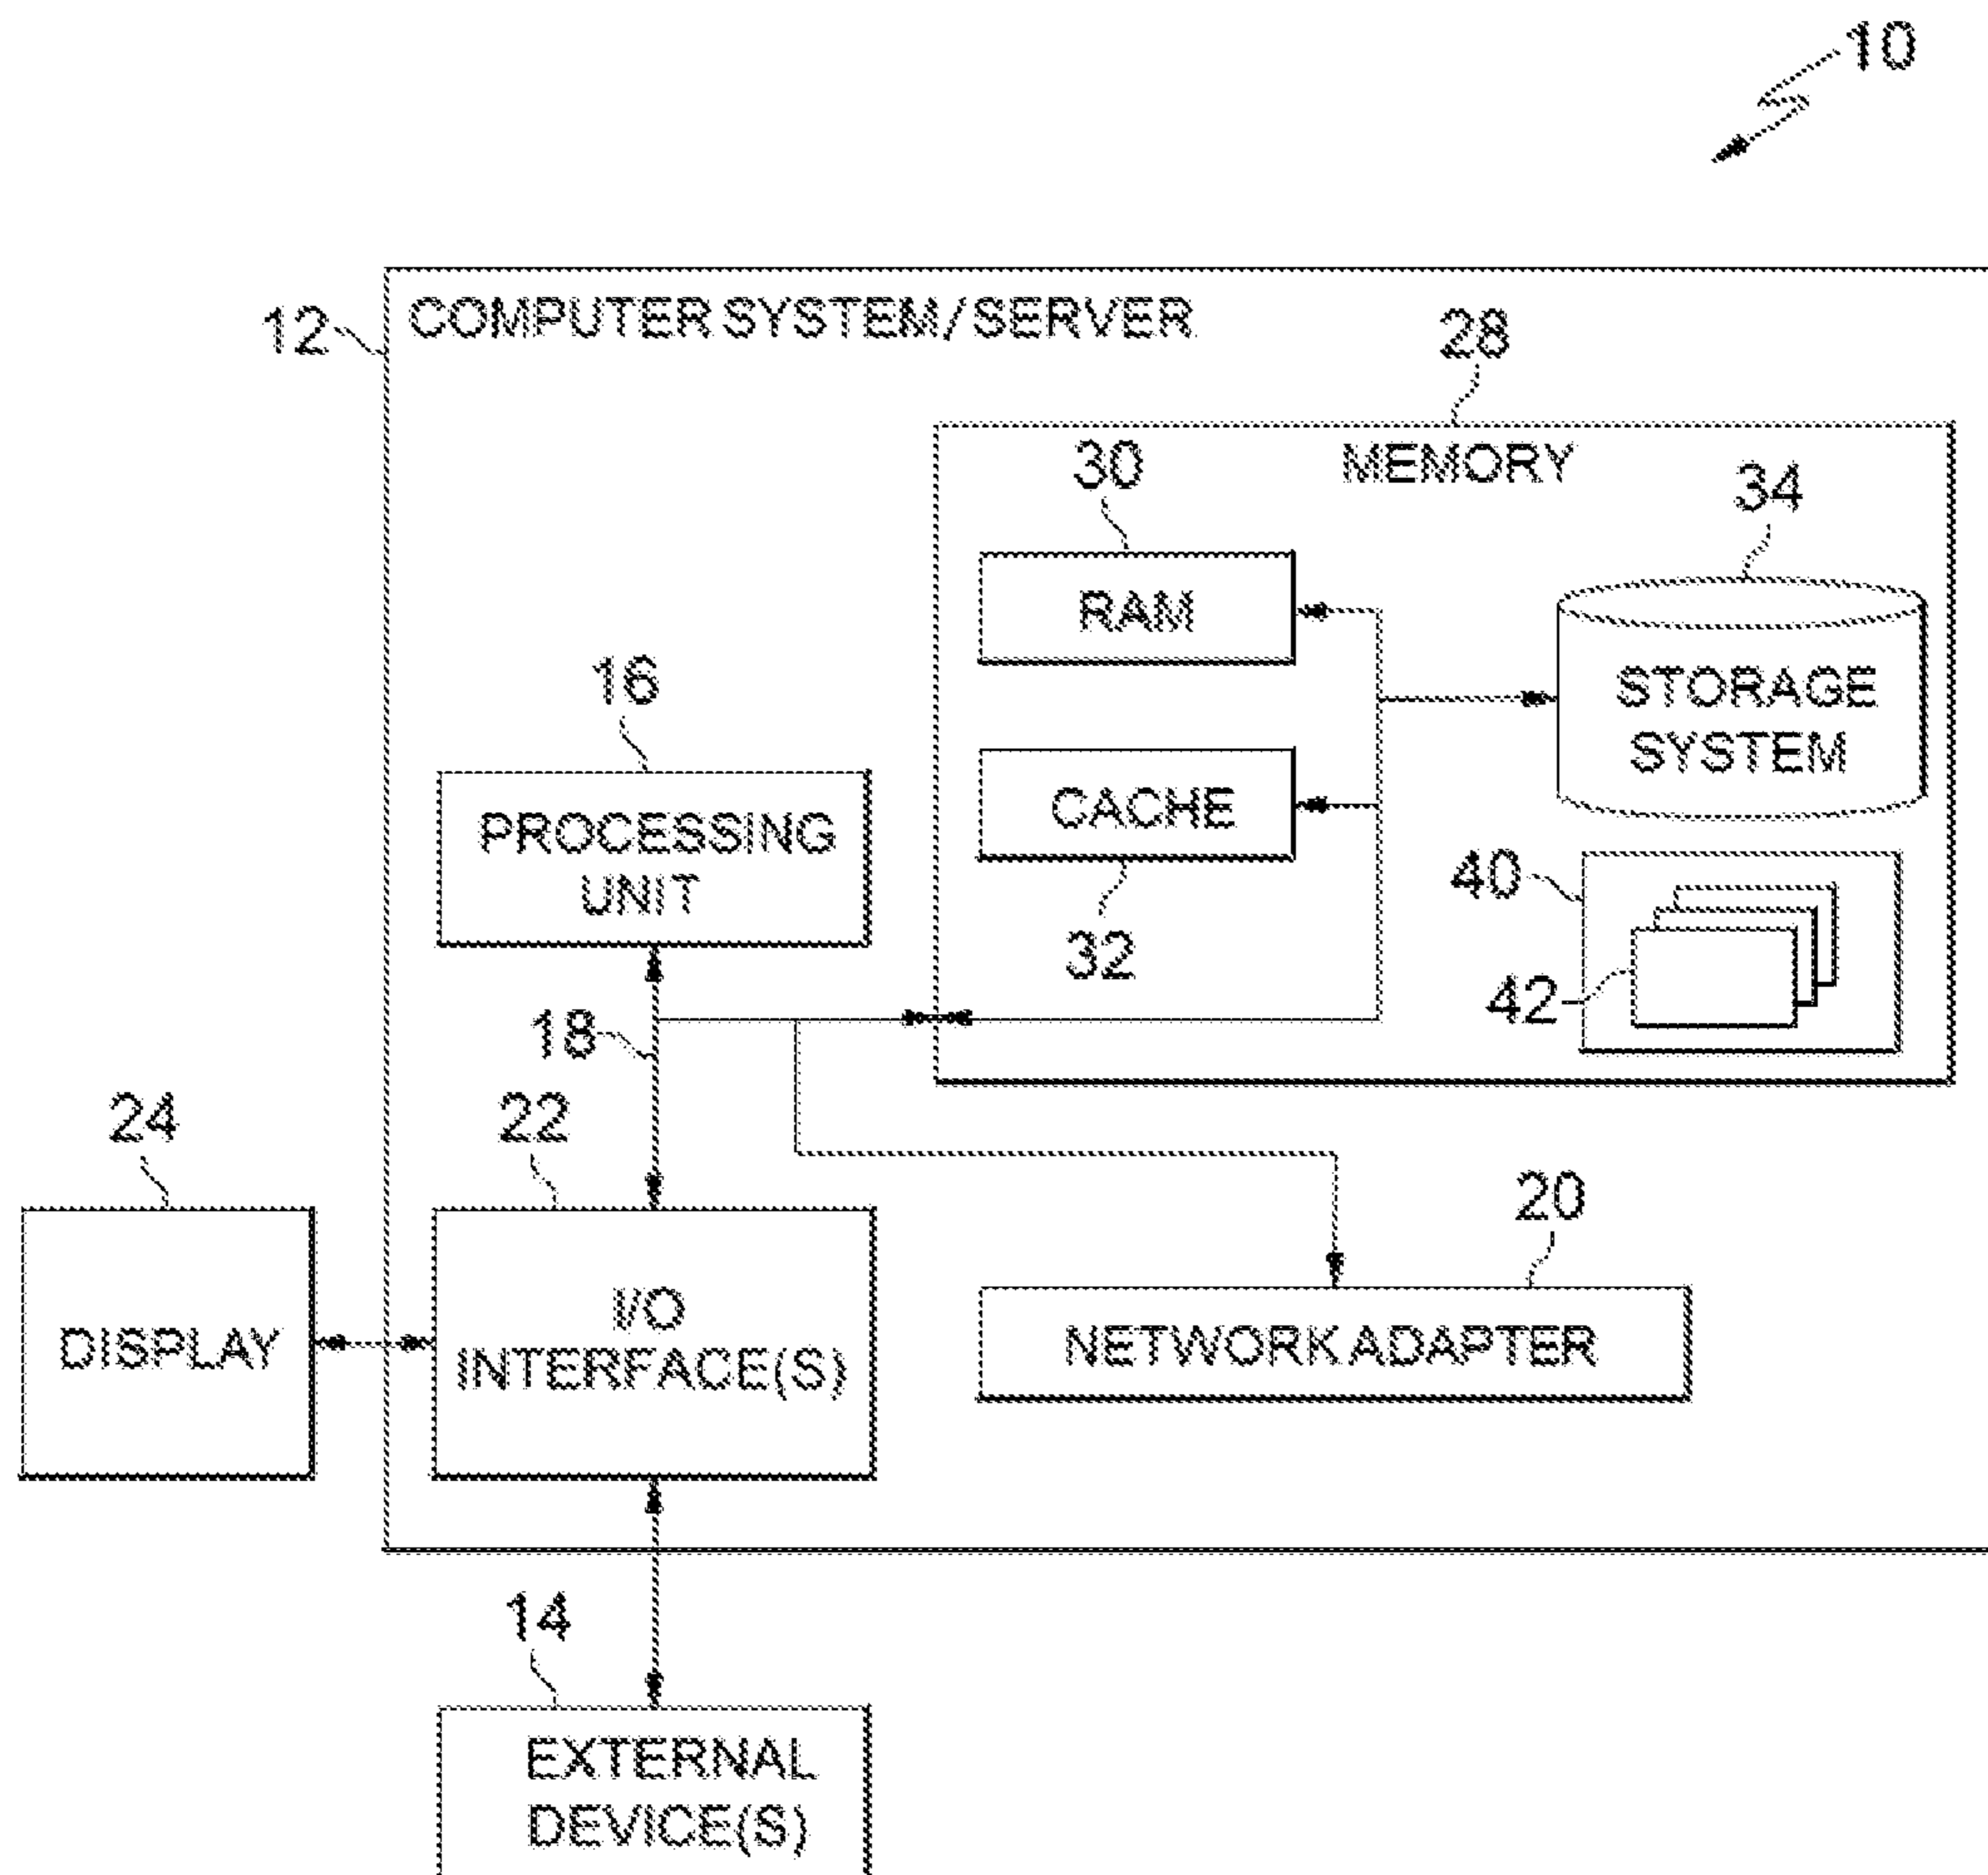 10
12
COMPUTER SYSTEM/SERVER
28
MEMORY
30
34
RAM
STORAGE
SYSTEM
16
PROCESSING
UNIT
CACHE
32
40
42
18
24
22
20
DISPLAY
I/O
INTERFACE(S)
NETWORK ADAPTER
14
EXTERNAL
DEVICE(S)